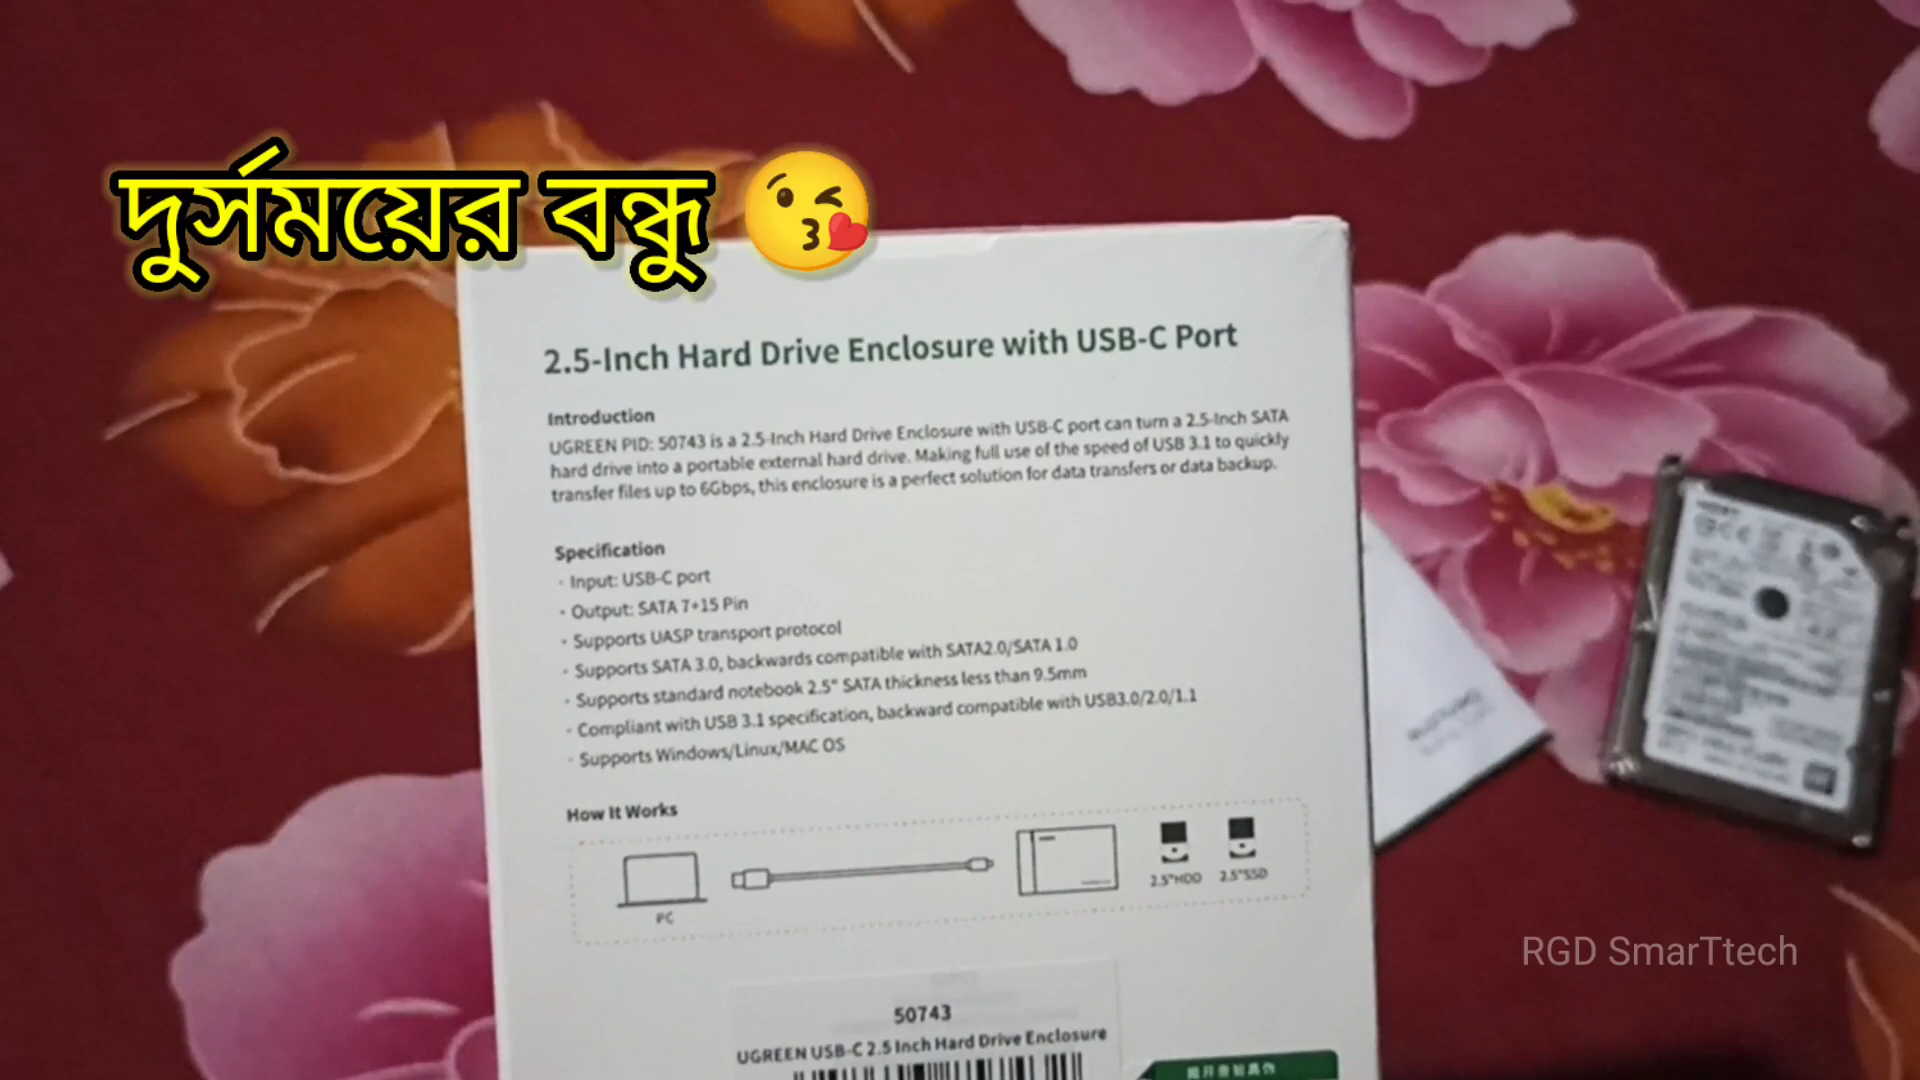 দুর্সময়ের বন্ধু 😘
2.5-Inch Hard Drive Enclosure with USB-C Port
Introduction
UGREEN PID: 50743 is a 2.5-Inch Hard Drive Enclosure with USB-C port can turn a 2.5-Inch SATA
hard drive into a portable external hard drive. Making full use of the speed of USB 3.1 to quickly
transfer files up to 6Gbps, this enclosure is a perfect solution for data transfers or data backup.
Specification
· Input: USB-C port
· Output: SATA 7+15 Pin
· Supports UASP transport protocol
· Supports SATA 3.0, backwards compatible with SATA2.0/SATA 1.0
· Supports standard notebook 2.5" SATA thickness less than 9.5mm
· Compliant with USB 3.1 specification, backward compatible with USB3.0/2.0/1.1
· Supports Windows/Linux/MAC OS
How It Works
PC
2.5"HDD 2.5"SSD
RGD SmarTtech
50743
UGREEN USB-C 2.5 Inch Hard Drive Enclosure